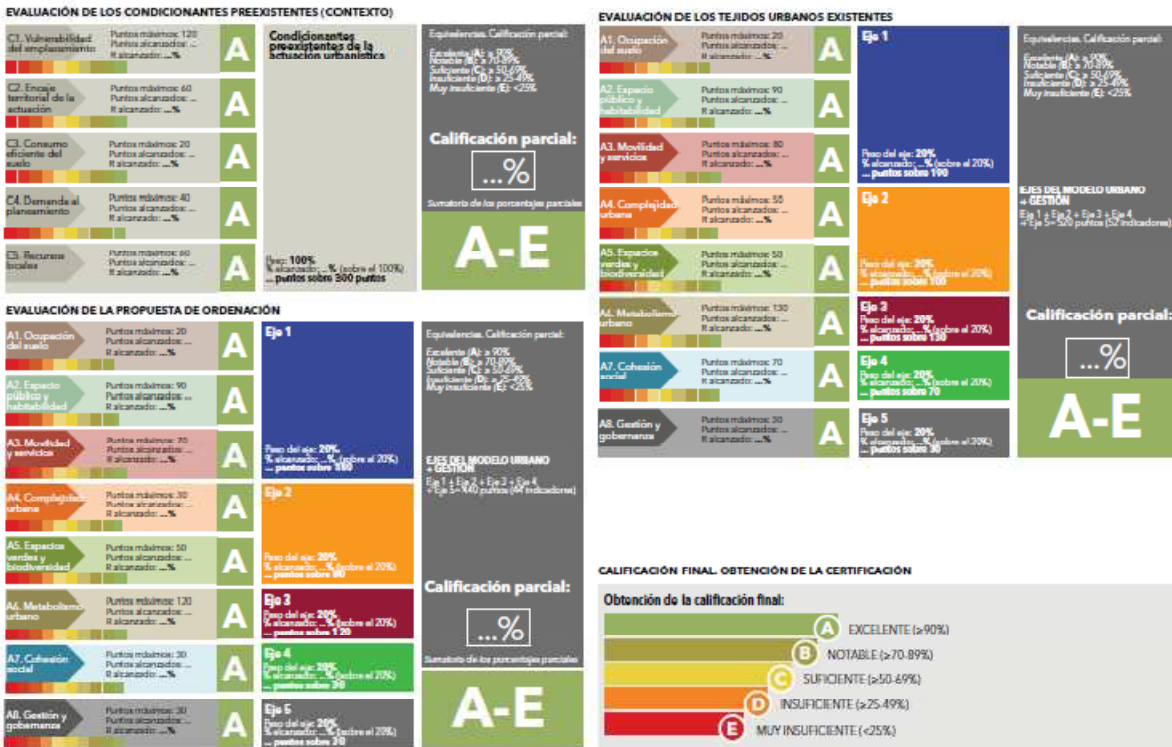 EVALUACIÓN DE LOS CONDICIONANTES PREEXISTENTES (CONTEXTO)
C1. Vulnerabilidad
del emplazamiento
Puntos máximos: 120
Puntos alcanzados: ...
R alcanzado: ...%
A
C2. Encaje
territorial de la
actuación
Puntos máximos: 60
Puntos alcanzados: ...
R alcanzado: ...%
A
C3. Consumo
eficiente del
suelo
Puntos máximos: 20
Puntos alcanzados: ...
R alcanzado: ...%
A
C4. Demanda al
planeamiento
Puntos máximos: 40
Puntos alcanzados: ...
R alcanzado: ...%
A
C5. Recursos
locales
Puntos máximos: 60
Puntos alcanzados: ...
R alcanzado: ...%
A
Condicionantes
preexistentes de la
actuación urbanística
Peso: 100%
% alcanzado: ...% (sobre el 100%)
... puntos sobre 300 puntos
Equivalencias. Calificación parcial:
Excelente (A): ≥ 90%
Notable (B): ≥ 70-89%
Suficiente (C): ≥ 50-69%
Insuficiente (D): ≥ 25-49%
Muy insuficiente (E): <25%
Calificación parcial:
...%
Sumatoria de los porcentajes parciales
A-E
EVALUACIÓN DE LA PROPUESTA DE ORDENACIÓN
A1. Ocupación
del suelo
Puntos máximos: 20
Puntos alcanzados: ...
R alcanzado: ...%
A
A2. Espacio
público y
habitabilidad
Puntos máximos: 90
Puntos alcanzados: ...
R alcanzado: ...%
A
A3. Movilidad
y servicios
Puntos máximos: 70
Puntos alcanzados: ...
R alcanzado: ...%
A
A4. Complejidad
urbana
Puntos máximos: 30
Puntos alcanzados: ...
R alcanzado: ...%
A
A5. Espacios
verdes y
biodiversidad
Puntos máximos: 50
Puntos alcanzados: ...
R alcanzado: ...%
A
A6. Metabolismo
urbano
Puntos máximos: 120
Puntos alcanzados: ...
R alcanzado: ...%
A
A7. Cohesión
social
Puntos máximos: 30
Puntos alcanzados: ...
R alcanzado: ...%
A
A8. Gestión y
gobernanza
Puntos máximos: 30
Puntos alcanzados: ...
R alcanzado: ...%
A
Eje 1
Peso del eje: 20%
% alcanzado: ...% (sobre el 20%)
... puntos sobre 180
Eje 2
Peso del eje: 20%
% alcanzado: ...% (sobre el 20%)
... puntos sobre 80
Eje 3
Peso del eje: 20%
% alcanzado: ...% (sobre el 20%)
... puntos sobre 120
Eje 4
Peso del eje: 20%
% alcanzado: ...% (sobre el 20%)
... puntos sobre 30
Eje 5
Peso del eje: 20%
% alcanzado: ...% (sobre el 20%)
... puntos sobre 30
Equivalencias. Calificación parcial:
Excelente (A): ≥ 90%
Notable (B): ≥ 70-89%
Suficiente (C): ≥ 50-69%
Insuficiente (D): ≥ 25-49%
Muy insuficiente (E): <25%
EJES DEL MODELO URBANO
+ GESTIÓN
Eje 1 + Eje 2 + Eje 3 + Eje 4
+ Eje 5= 440 puntos (44 indicadores)
Calificación parcial:
...%
Sumatoria de los porcentajes parciales
A-E
EVALUACIÓN DE LOS TEJIDOS URBANOS EXISTENTES
A1. Ocupación
del suelo
Puntos máximos: 20
Puntos alcanzados: ...
R alcanzado: ...%
A
A2. Espacio
público y
habitabilidad
Puntos máximos: 90
Puntos alcanzados: ...
R alcanzado: ...%
A
A3. Movilidad
y servicios
Puntos máximos: 80
Puntos alcanzados: ...
R alcanzado: ...%
A
A4. Complejidad
urbana
Puntos máximos: 50
Puntos alcanzados: ...
R alcanzado: ...%
A
A5. Espacios
verdes y
biodiversidad
Puntos máximos: 50
Puntos alcanzados: ...
R alcanzado: ...%
A
A6. Metabolismo
urbano
Puntos máximos: 130
Puntos alcanzados: ...
R alcanzado: ...%
A
A7. Cohesión
social
Puntos máximos: 70
Puntos alcanzados: ...
R alcanzado: ...%
A
A8. Gestión y
gobernanza
Puntos máximos: 30
Puntos alcanzados: ...
R alcanzado: ...%
A
Eje 1
Peso del eje: 20%
% alcanzado: ...% (sobre el 20%)
... puntos sobre 190
Eje 2
Peso del eje: 20%
% alcanzado: ...% (sobre el 20%)
... puntos sobre 100
Eje 3
Peso del eje: 20%
% alcanzado: ...% (sobre el 20%)
... puntos sobre 130
Eje 4
Peso del eje: 20%
% alcanzado: ...% (sobre el 20%)
... puntos sobre 70
Eje 5
Peso del eje: 20%
% alcanzado: ...% (sobre el 20%)
... puntos sobre 30
Equivalencias. Calificación parcial:
Excelente (A): ≥ 90%
Notable (B): ≥ 70-89%
Suficiente (C): ≥ 50-69%
Insuficiente (D): ≥ 25-49%
Muy insuficiente (E): <25%
EJES DEL MODELO URBANO
+ GESTIÓN
Eje 1 + Eje 2 + Eje 3 + Eje 4
+ Eje 5= 520 puntos (52 indicadores)
Calificación parcial:
...%
A-E
CALIFICACIÓN FINAL. OBTENCIÓN DE LA CERTIFICACIÓN
Obtención de la calificación final:
A EXCELENTE (≥90%)
B NOTABLE (≥70-89%)
C SUFICIENTE (≥50-69%)
D INSUFICIENTE (≥25-49%)
E MUY INSUFICIENTE (<25%)